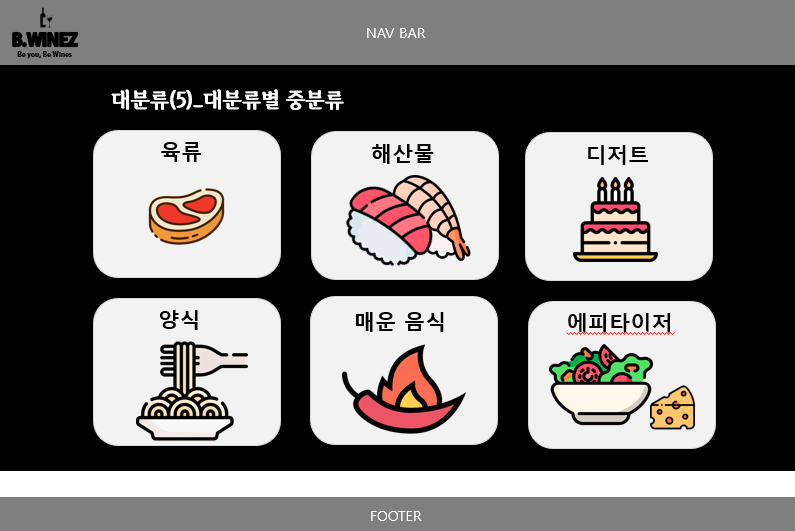 B.WINEZ
Be you, Be Wines
NAV BAR
대분류(5)_대분류별 중분류
육류
해산물
디저트
양식
매운 음식
에피타이저
FOOTER